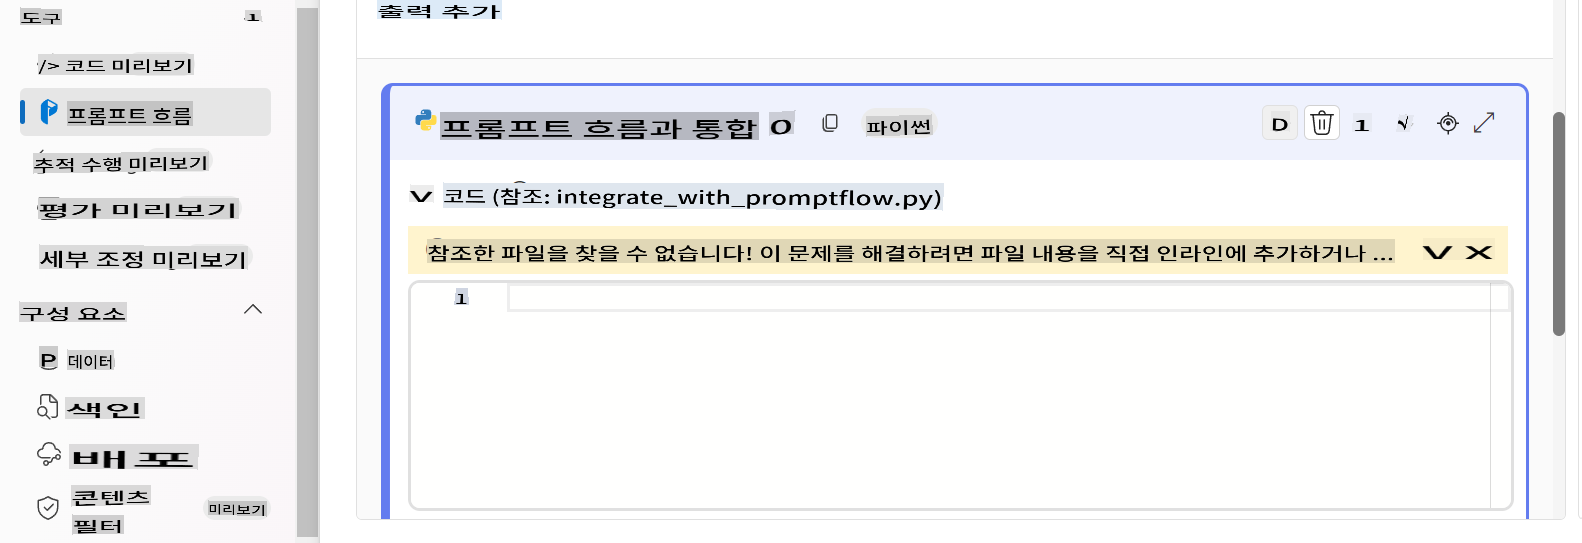 도구
1
/> 코드 미리보기
프롬프트 흐름
추적 수행 미리보기
평가 미리보기
세부 조정 미리보기
구성 요소
P 데이터
색인
배 포
콘텐츠 필터 미리보기
출력 추가
프롬프트 흐름과 통합 O 파이썬 D 1 √
V 코드 (참조: integrate_with_promptflow.py)
참조한 파일을 찾을 수 없습니다! 이 문제를 해결하려면 파일 내용을 직접 인라인에 추가하거나 ... V X
1